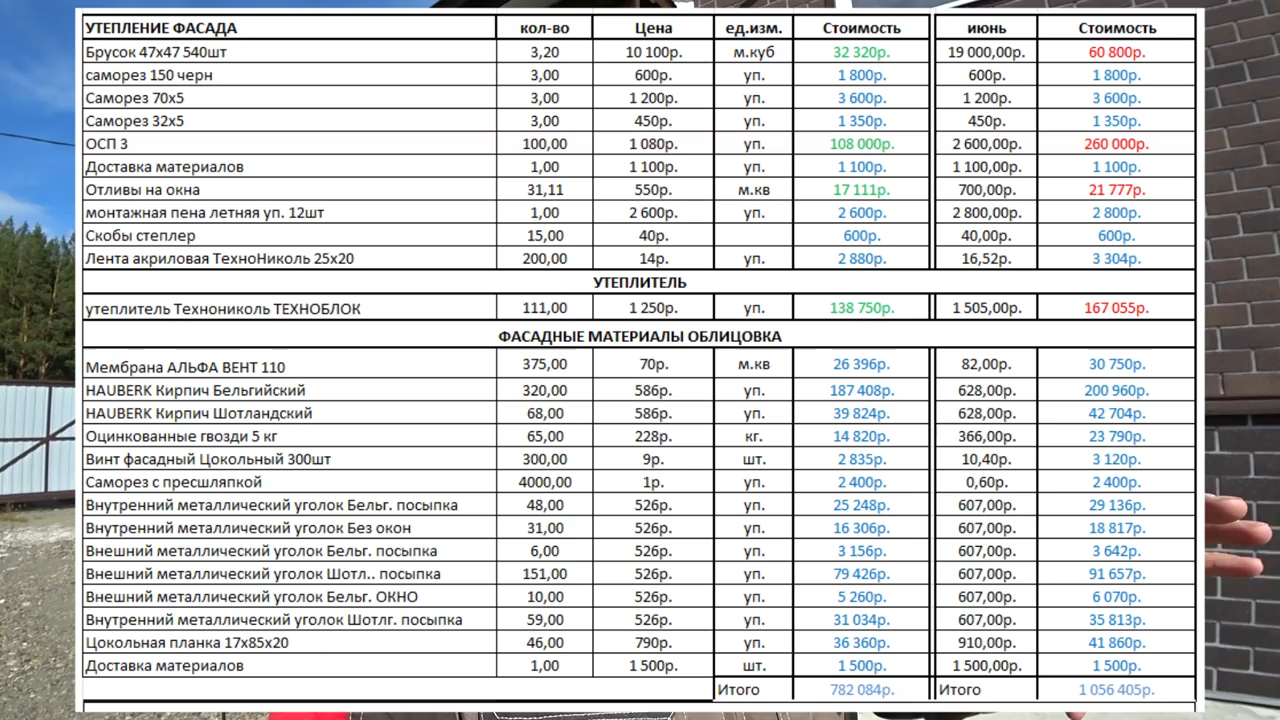 УТЕПЛЕНИЕ ФАСАДА кол-во Цена ед.изм. Стоимость июнь Стоимость
Брусок 47x47 540шт 3,20 10 100р. м.куб 32 320р. 19 000,00р. 60 800р.
саморез 150 черн 3,00 600р. уп. 1 800р. 600р. 1 800р.
Саморез 70x5 3,00 1 200р. уп. 3 600р. 1 200р. 3 600р.
Саморез 32x5 3,00 450р. уп. 1 350р. 450р. 1 350р.
ОСП 3 100,00 1 080р. уп. 108 000р. 2 600,00р. 260 000р.
Доставка материалов 1,00 1 100р. уп. 1 100р. 1 100,00р. 1 100р.
Отливы на окна 31,11 550р. м.кв 17 111р. 700,00р. 21 777р.
монтажная пена летняя уп. 12шт 1,00 2 600р. уп. 2 600р. 2 800,00р. 2 800р.
Скобы степлер 15,00 40р. 600р. 40,00р. 600р.
Лента акриловая ТехноНиколь 25x20 200,00 14р. уп. 2 880р. 16,52р. 3 304р.
УТЕПЛИТЕЛЬ
утеплитель Технониколь ТЕХНОБЛОК 111,00 1 250р. уп. 138 750р. 1 505,00р. 167 055р.
ФАСАДНЫЕ МАТЕРИАЛЫ ОБЛИЦОВКА
Мембрана АЛЬФА ВЕНТ 110 375,00 70р. м.кв 26 396р. 82,00р. 30 750р.
HAUBERK Кирпич Бельгийский 320,00 586р. уп. 187 408р. 628,00р. 200 960р.
HAUBERK Кирпич Шотландский 68,00 586р. уп. 39 824р. 628,00р. 42 704р.
Оцинкованные гвозди 5 кг 65,00 228р. кг. 14 820р. 366,00р. 23 790р.
Винт фасадный Цокольный 300шт 300,00 9р. шт. 2 835р. 10,40р. 3 120р.
Саморез с пресшляпкой 4000,00 1р. уп. 2 400р. 0,60р. 2 400р.
Внутренний металлический уголок Бельг. посыпка 48,00 526р. уп. 25 248р. 607,00р. 29 136р.
Внутренний металлический уголок Без окон 31,00 526р. уп. 16 306р. 607,00р. 18 817р.
Внешний металлический уголок Бельг. посыпка 6,00 526р. уп. 3 156р. 607,00р. 3 642р.
Внешний металлический уголок Шотл.. посыпка 151,00 526р. уп. 79 426р. 607,00р. 91 657р.
Внешний металлический уголок Бельг. ОКНО 10,00 526р. уп. 5 260р. 607,00р. 6 070р.
Внутренний металлический уголок Шотлг. посыпка 59,00 526р. уп. 31 034р. 607,00р. 35 813р.
Цокольная планка 17x85x20 46,00 790р. уп. 36 360р. 910,00р. 41 860р.
Доставка материалов 1,00 1 500р. шт. 1 500р. 1 500,00р. 1 500р.
Итого 782 084р. Итого 1 056 405р.